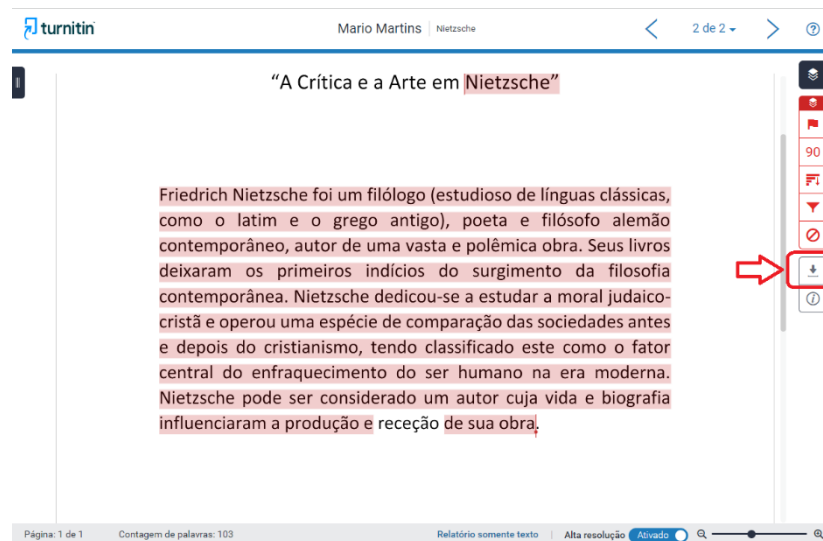 turnitin
Mario Martins | Nietzsche
2 de 2
“A Crítica e a Arte em Nietzsche”
90
Friedrich Nietzsche foi um filólogo (estudioso de línguas clássicas,
como o latim e o grego antigo), poeta e filósofo alemão
contemporâneo, autor de uma vasta e polêmica obra. Seus livros
deixaram os primeiros indícios do surgimento da filosofia
contemporânea. Nietzsche dedicou-se a estudar a moral judaico-
cristã e operou uma espécie de comparação das sociedades antes
e depois do cristianismo, tendo classificado este como o fator
central do enfraquecimento do ser humano na era moderna.
Nietzsche pode ser considerado um autor cuja vida e biografia
influenciaram a produção e receção de sua obra.
Página: 1 de 1 Contagem de palavras: 103 Relatório somente texto | Alta resolução Ativado